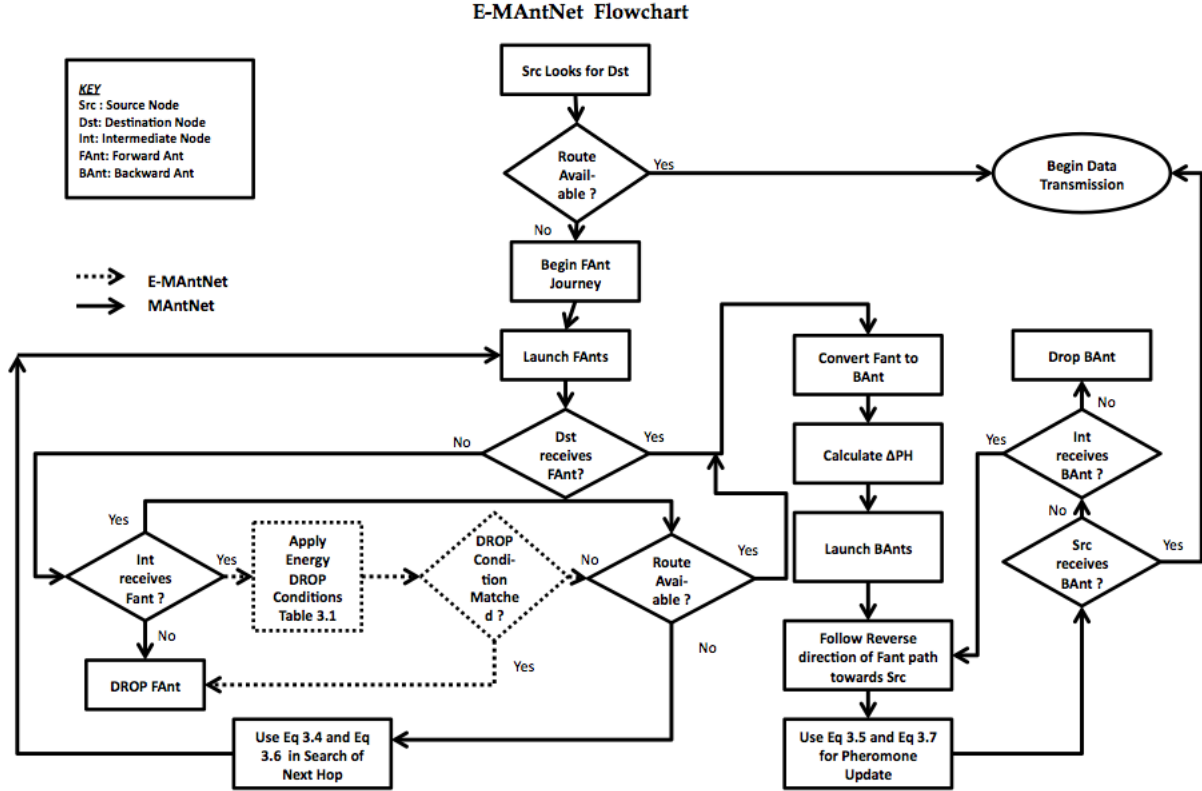 E-MAntNet Flowchart
KEY
Src : Source Node
Dst: Destination Node
Int: Intermediate Node
FAnt: Forward Ant
BAnt: Backward Ant
Src Looks for Dst
Route
Avail-
able ?
Yes
Begin Data
Transmission
No
Begin FAnt
Journey
E-MAntNet
MAntNet
Launch FAnts
Convert Fant to
BAnt
Drop BAnt
No
Dst
receives
FAnt?
No
Yes
Calculate ΔPH
Yes
Int
receives
BAnt ?
No
Yes
Int
receives
Fant ?
Yes
Apply
Energy
DROP
Conditions
Table 3.1
DROP
Condi-
tion
Matche
d ?
No
Route
Avai-
able ?
Yes
Launch BAnts
Src
receives
BAnt ?
Yes
No
DROP FAnt
Yes
No
Follow Reverse
direction of Fant path
towards Src
Use Eq 3.4 and Eq
3.6 in Search of
Next Hop
Use Eq 3.5 and Eq 3.7
for Pheromone
Update